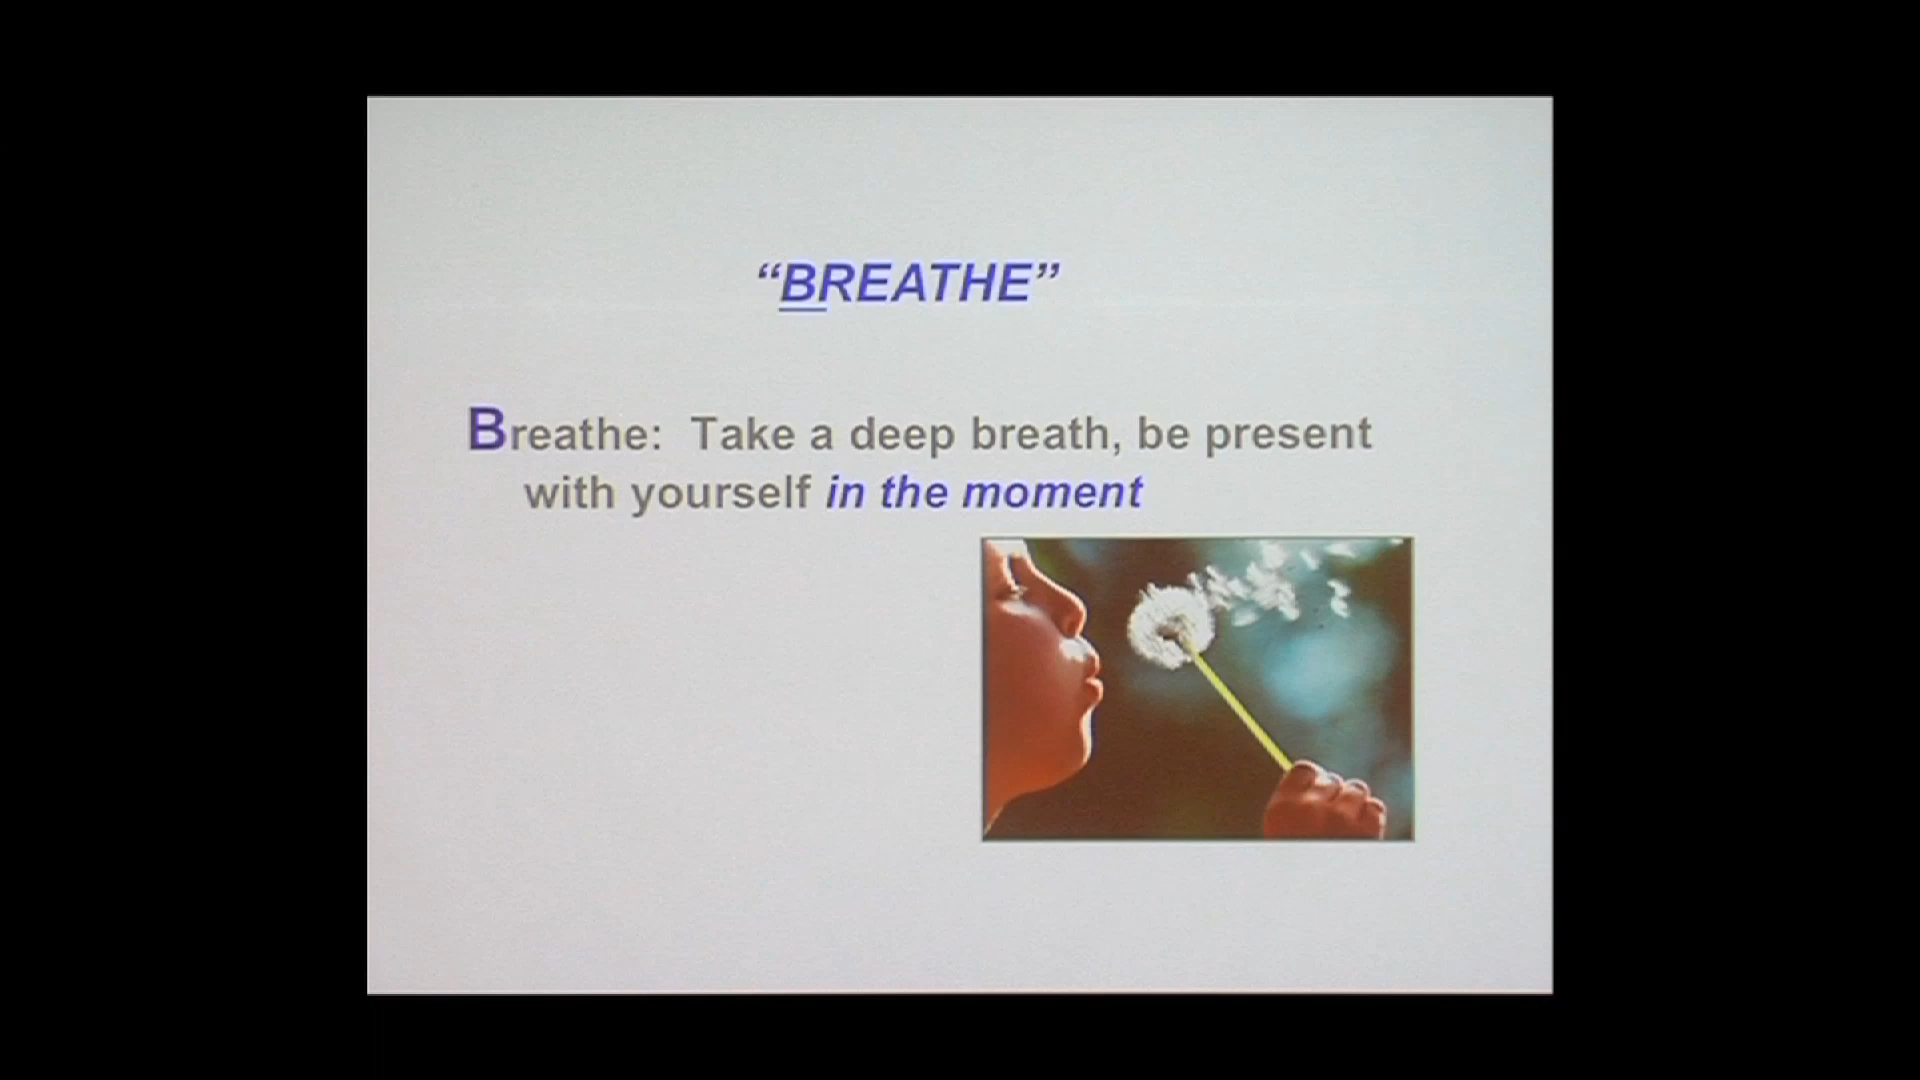 “BREATHE”
Breathe: Take a deep breath, be present
with yourself in the moment